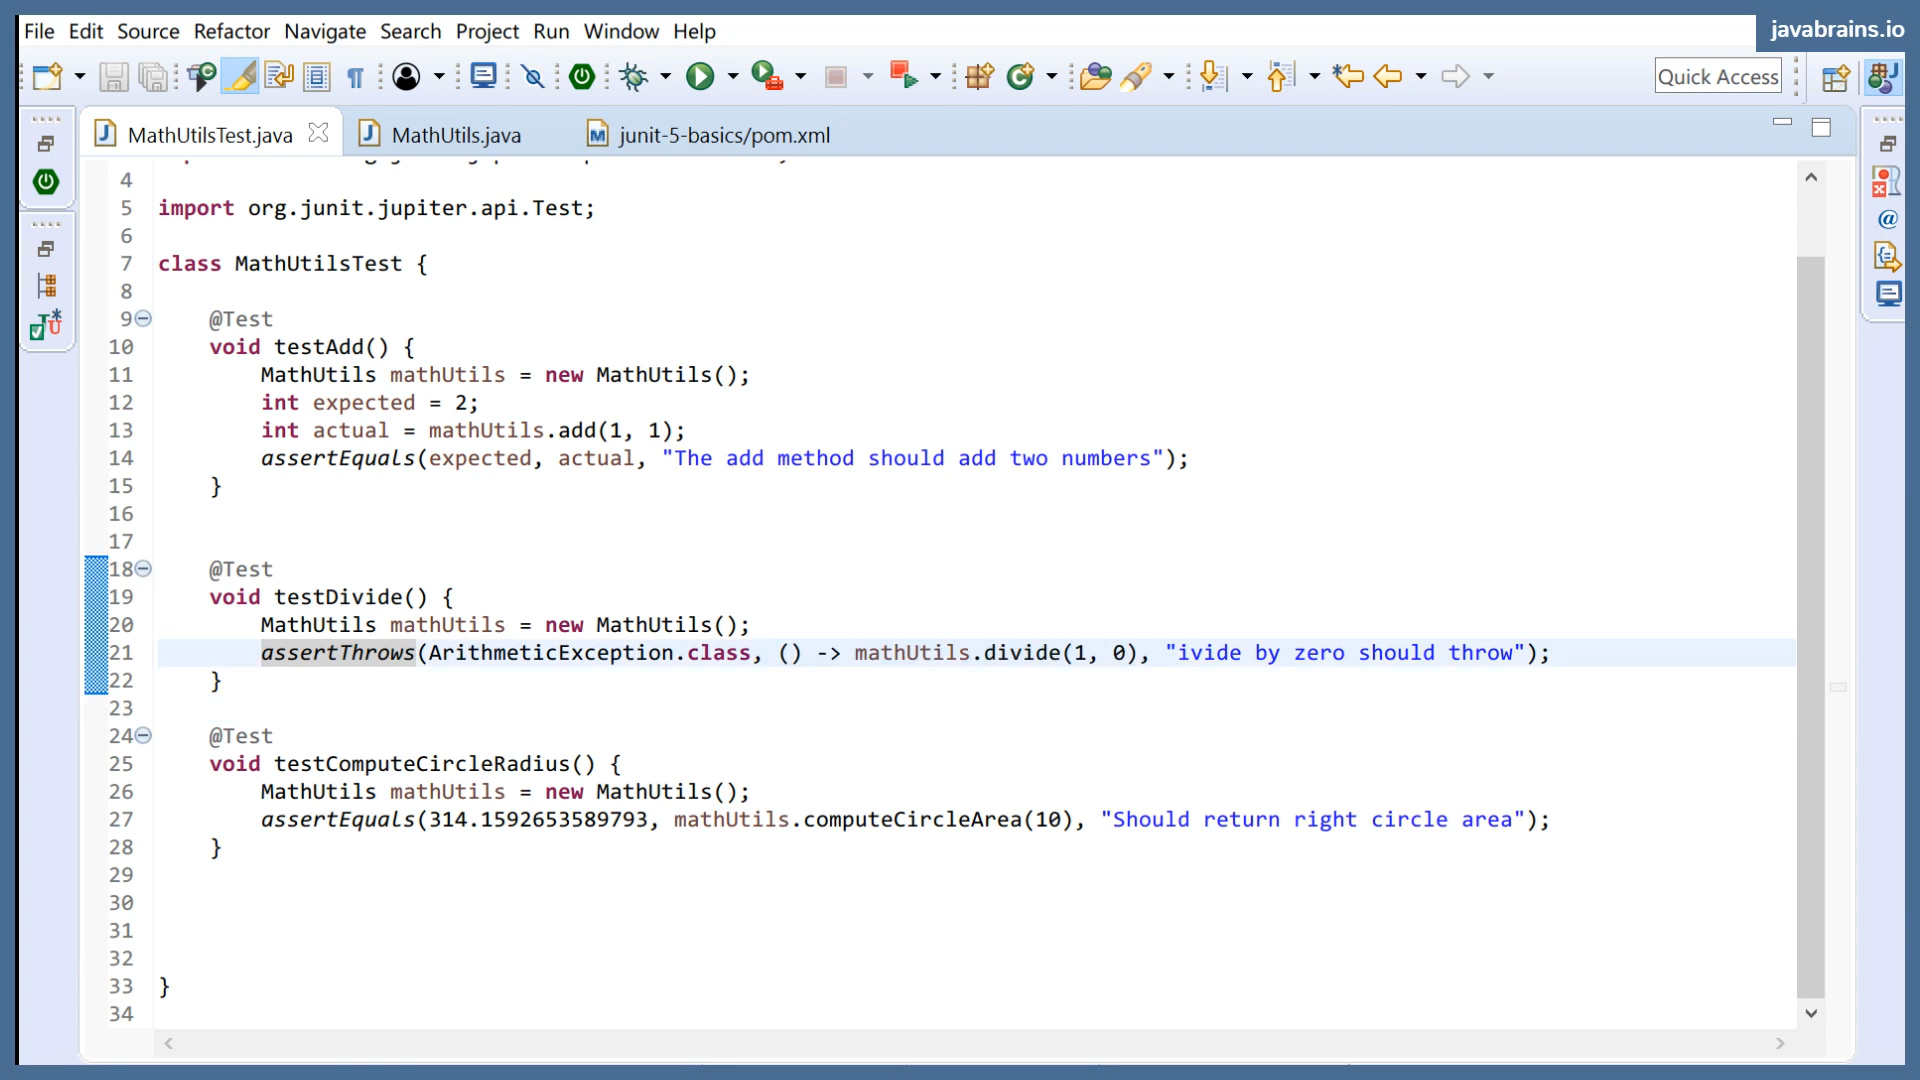 javabrains.io
File Edit Source Refactor Navigate Search Project Run Window Help
Quick Access
MathUtilsTest.java MathUtils.java junit-5-basics/pom.xml
4
5 import org.junit.jupiter.api.Test;
6
7 class MathUtilsTest {
8
9 @Test
10 void testAdd() {
11 MathUtils mathUtils = new MathUtils();
12 int expected = 2;
13 int actual = mathUtils.add(1, 1);
14 assertEquals(expected, actual, "The add method should add two numbers");
15 }
16
17
18 @Test
19 void testDivide() {
20 MathUtils mathUtils = new MathUtils();
21 assertThrows(ArithmeticException.class, () -> mathUtils.divide(1, 0), "ivide by zero should throw");
22 }
23
24 @Test
25 void testComputeCircleRadius() {
26 MathUtils mathUtils = new MathUtils();
27 assertEquals(314.1592653589793, mathUtils.computeCircleArea(10), "Should return right circle area");
28 }
29
30
31
32
33 }
34